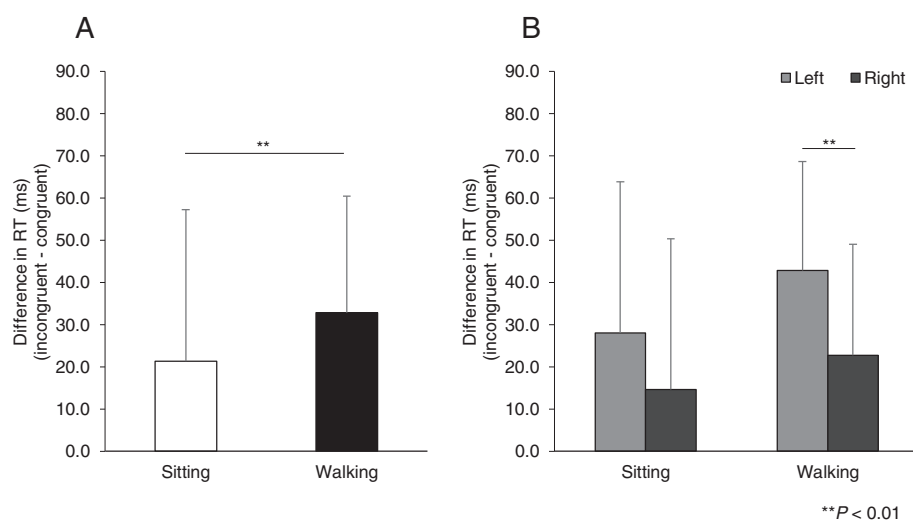 A
Difference in RT (ms)
(incongruent - congruent)
90.0
80.0
70.0
60.0
50.0
40.0
30.0
20.0
10.0
0.0
**
Sitting
Walking
B
Difference in RT (ms)
(incongruent - congruent)
90.0
80.0
70.0
60.0
50.0
40.0
30.0
20.0
10.0
0.0
Left
Right
**
Sitting
Walking
**P < 0.01